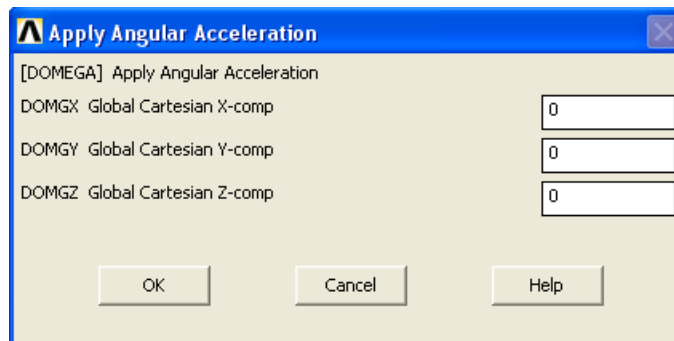 Apply Angular Acceleration
[DOMEGA] Apply Angular Acceleration
DOMGX Global Cartesian X-comp 0
DOMGY Global Cartesian Y-comp 0
DOMGZ Global Cartesian Z-comp 0
OK Cancel Help